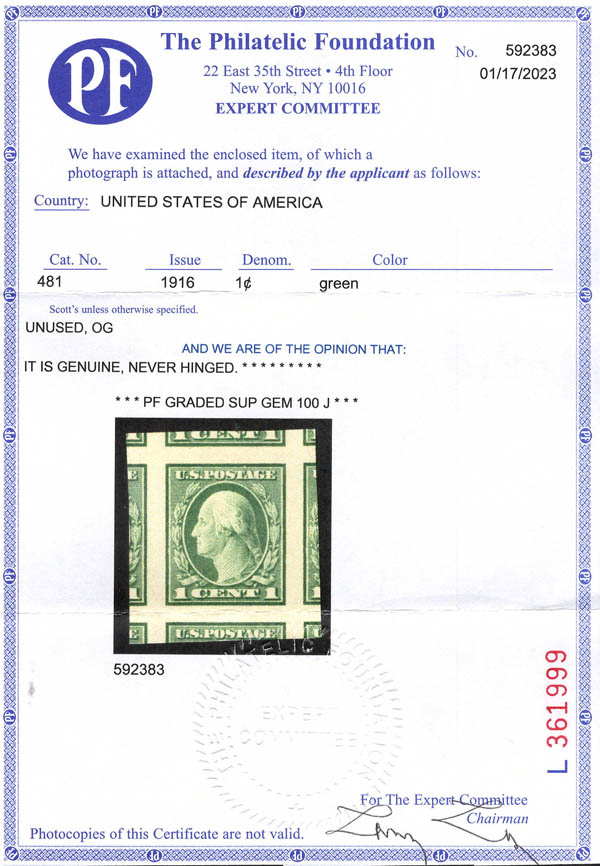 PF
The Philatelic Foundation
22 East 35th Street • 4th Floor
New York, NY 10016
EXPERT COMMITTEE
No. 592383
01/17/2023
We have examined the enclosed item, of which a
photograph is attached, and described by the applicant as follows:
Country: UNITED STATES OF AMERICA
Cat. No. Issue Denom. Color
481 1916 1¢ green
Scott's unless otherwise specified.
UNUSED, OG
AND WE ARE OF THE OPINION THAT:
IT IS GENUINE, NEVER HINGED. * * * * * * * * *
* * * PF GRADED SUP GEM 100 J * * *
1 CENT 1
U.S. POSTAGE
1 CENT 1
U.S. POSTAGE
592383
THE PHILATELIC FOUNDATION
EXPERT
COMMITTEE
L 361999
For The Expert Committee
Chairman
Photocopies of this Certificate are not valid.